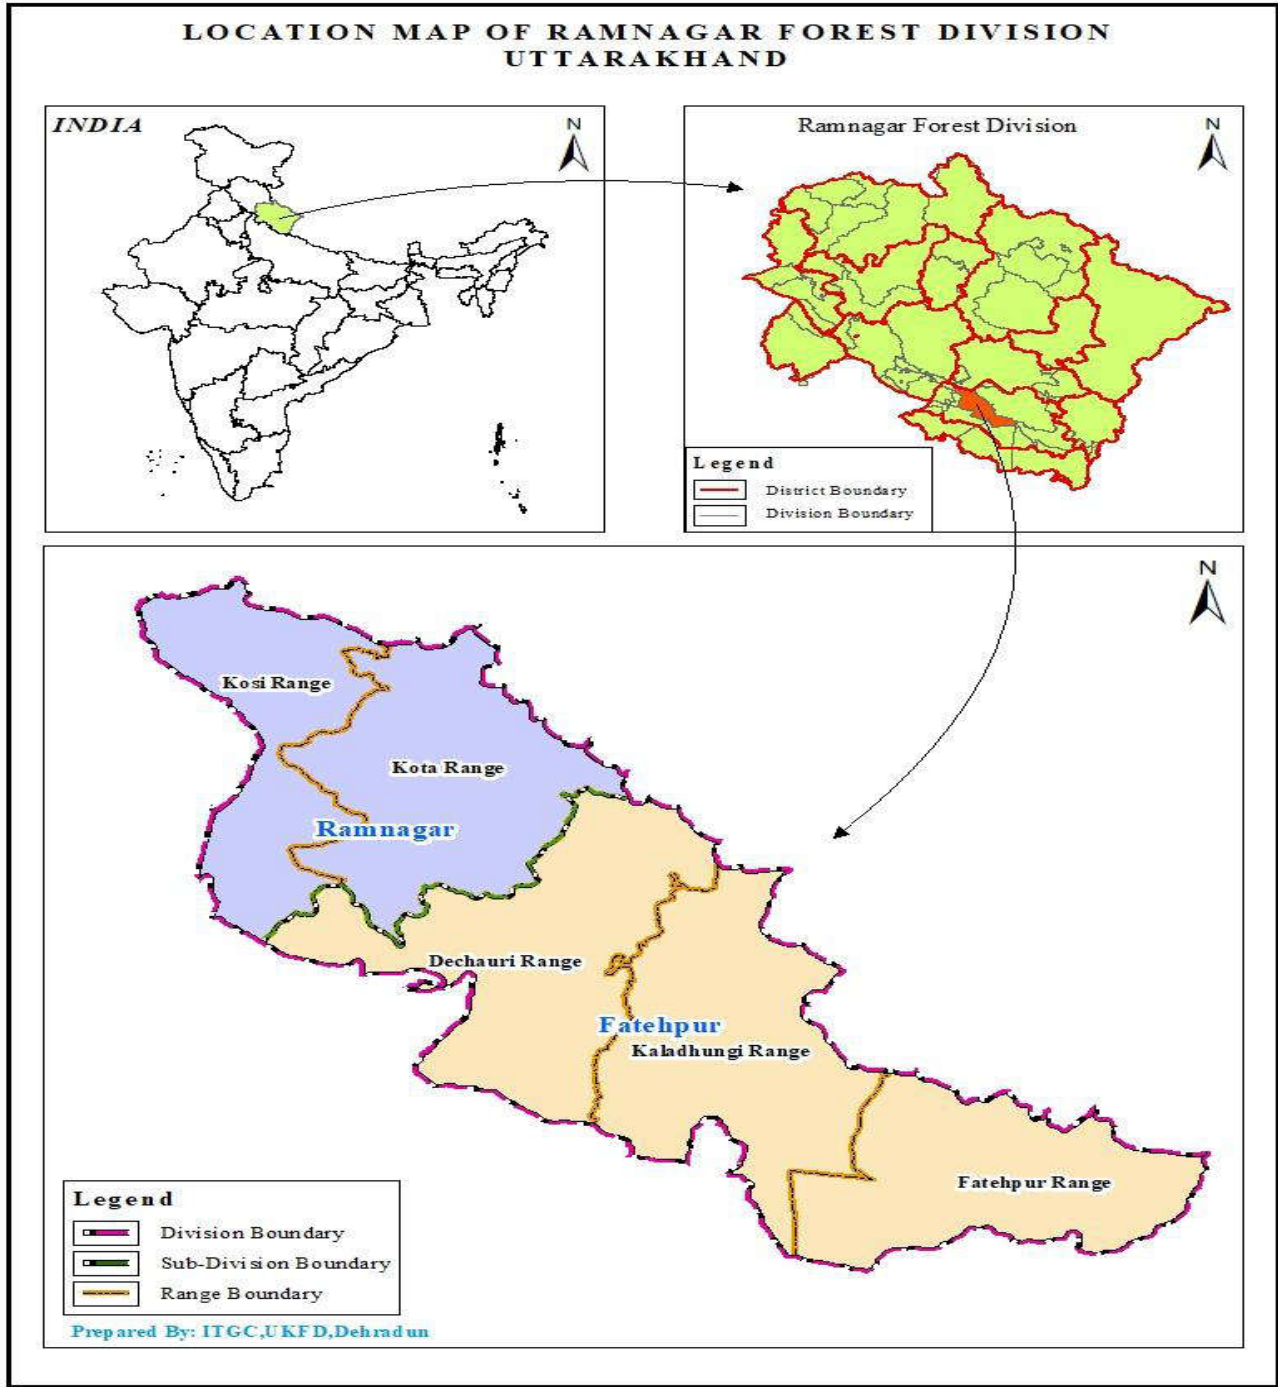 LOCATION MAP OF RAMNAGAR FOREST DIVISION
UTTARAKHAND
INDIA
N
Ramnagar Forest Division
N
Legend
District Boundary
Division Boundary
N
Kosi Range
Kota Range
Ramnagar
Dechauri Range
Fatehpur
Kaladhungi Range
Fatehpur Range
Legend
Division Boundary
Sub-Division Boundary
Range Boundary
Prepared By: ITGC,UKFD,Dehradun